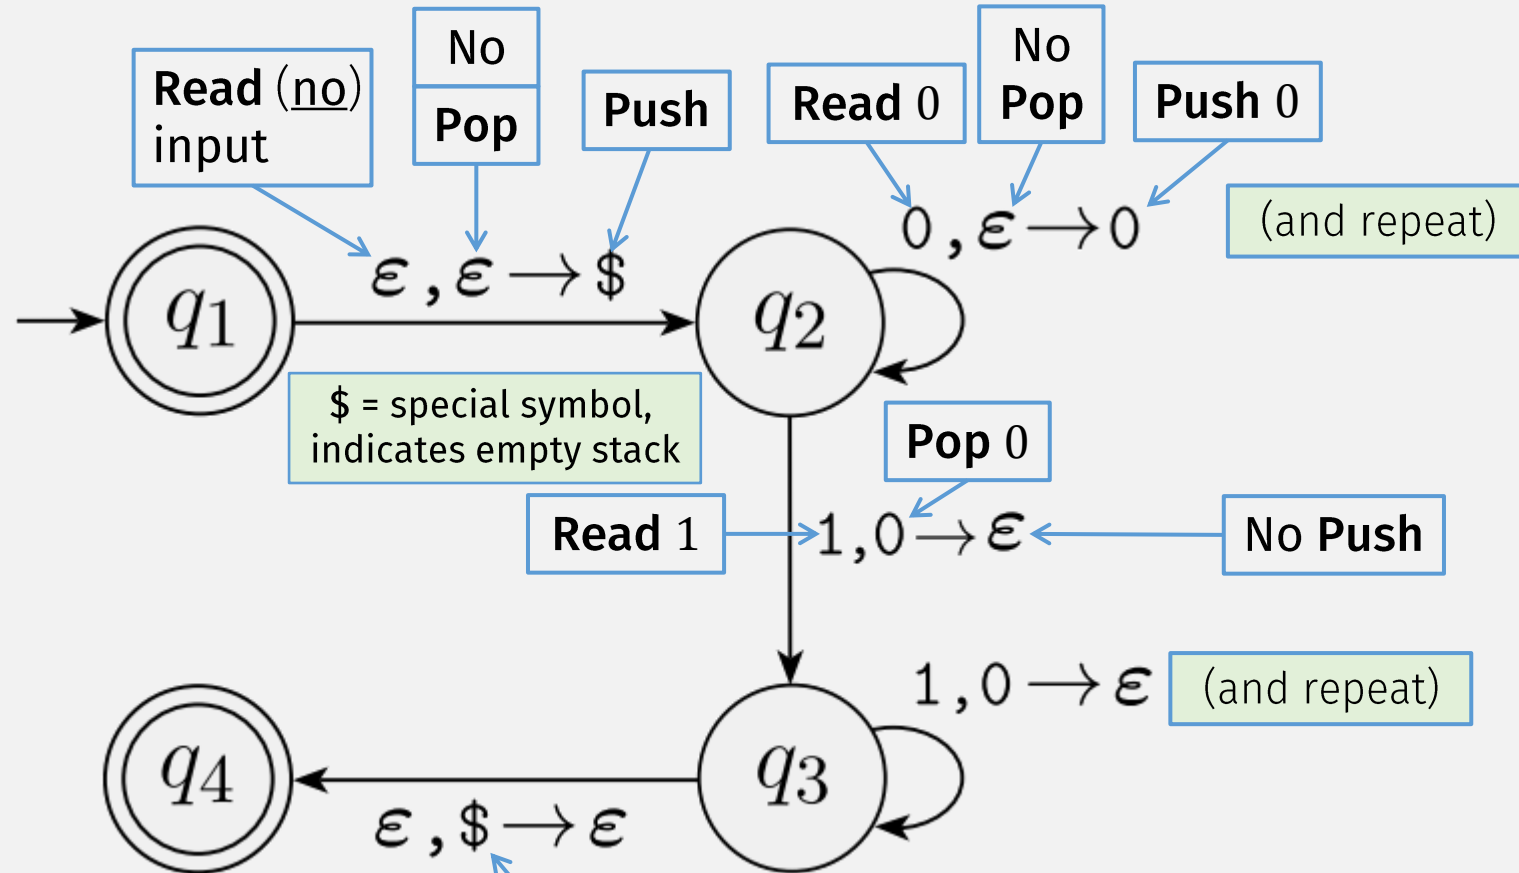 Read (no)
input
No
Pop
Push
Read 0
No
Pop
Push 0
ε,ε→$
0,ε→0
(and repeat)
q1
q2
$ = special symbol,
indicates empty stack
Pop 0
Read 1
1,0→ε
No Push
1,0→ε
(and repeat)
q4
q3
ε,$→ε